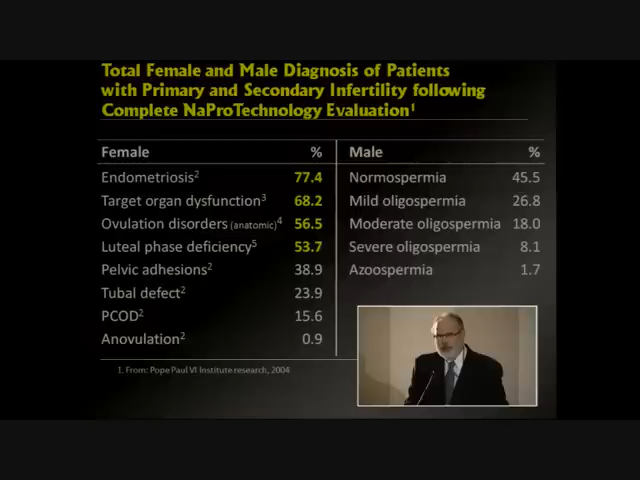 Total Female and Male Diagnosis of Patients
with Primary and Secondary Infertility following
Complete NaProTechnology Evaluation¹
Female %
Endometriosis² 77.4
Target organ dysfunction³ 68.2
Ovulation disorders (anatomic)⁴ 56.5
Luteal phase deficiency⁵ 53.7
Pelvic adhesions² 38.9
Tubal defect² 23.9
PCOD² 15.6
Anovulation² 0.9
Male %
Normospermia 45.5
Mild oligospermia 26.8
Moderate oligospermia 18.0
Severe oligospermia 8.1
Azoospermia 1.7
1. From: Pope Paul VI Institute research, 2004